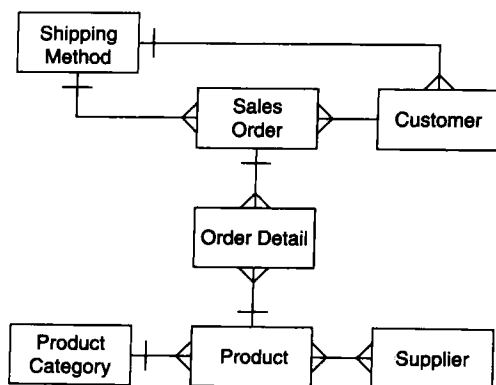 Shipping
Method
Sales
Order
Customer
Order Detail
Product
Category
Product
Supplier